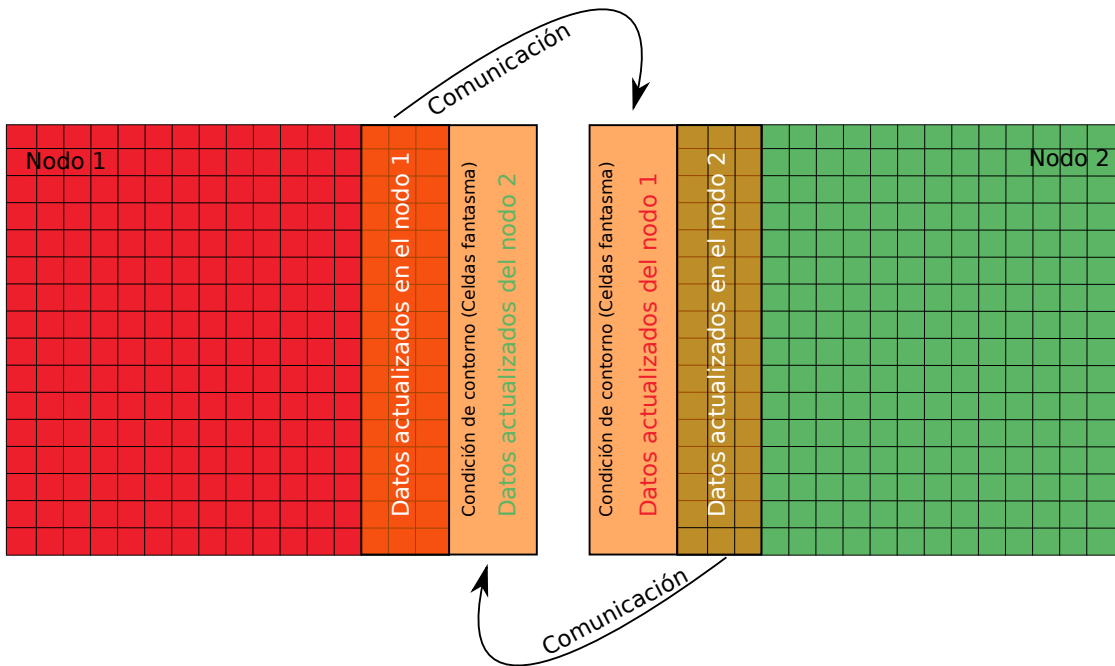 Comunicación
Nodo 1
Datos actualizados en el nodo 1
Condición de contorno (Celdas fantasma)
Datos actualizados del nodo 2
Condición de contorno (Celdas fantasma)
Datos actualizados del nodo 1
Datos actualizados en el nodo 2
Nodo 2
Comunicación